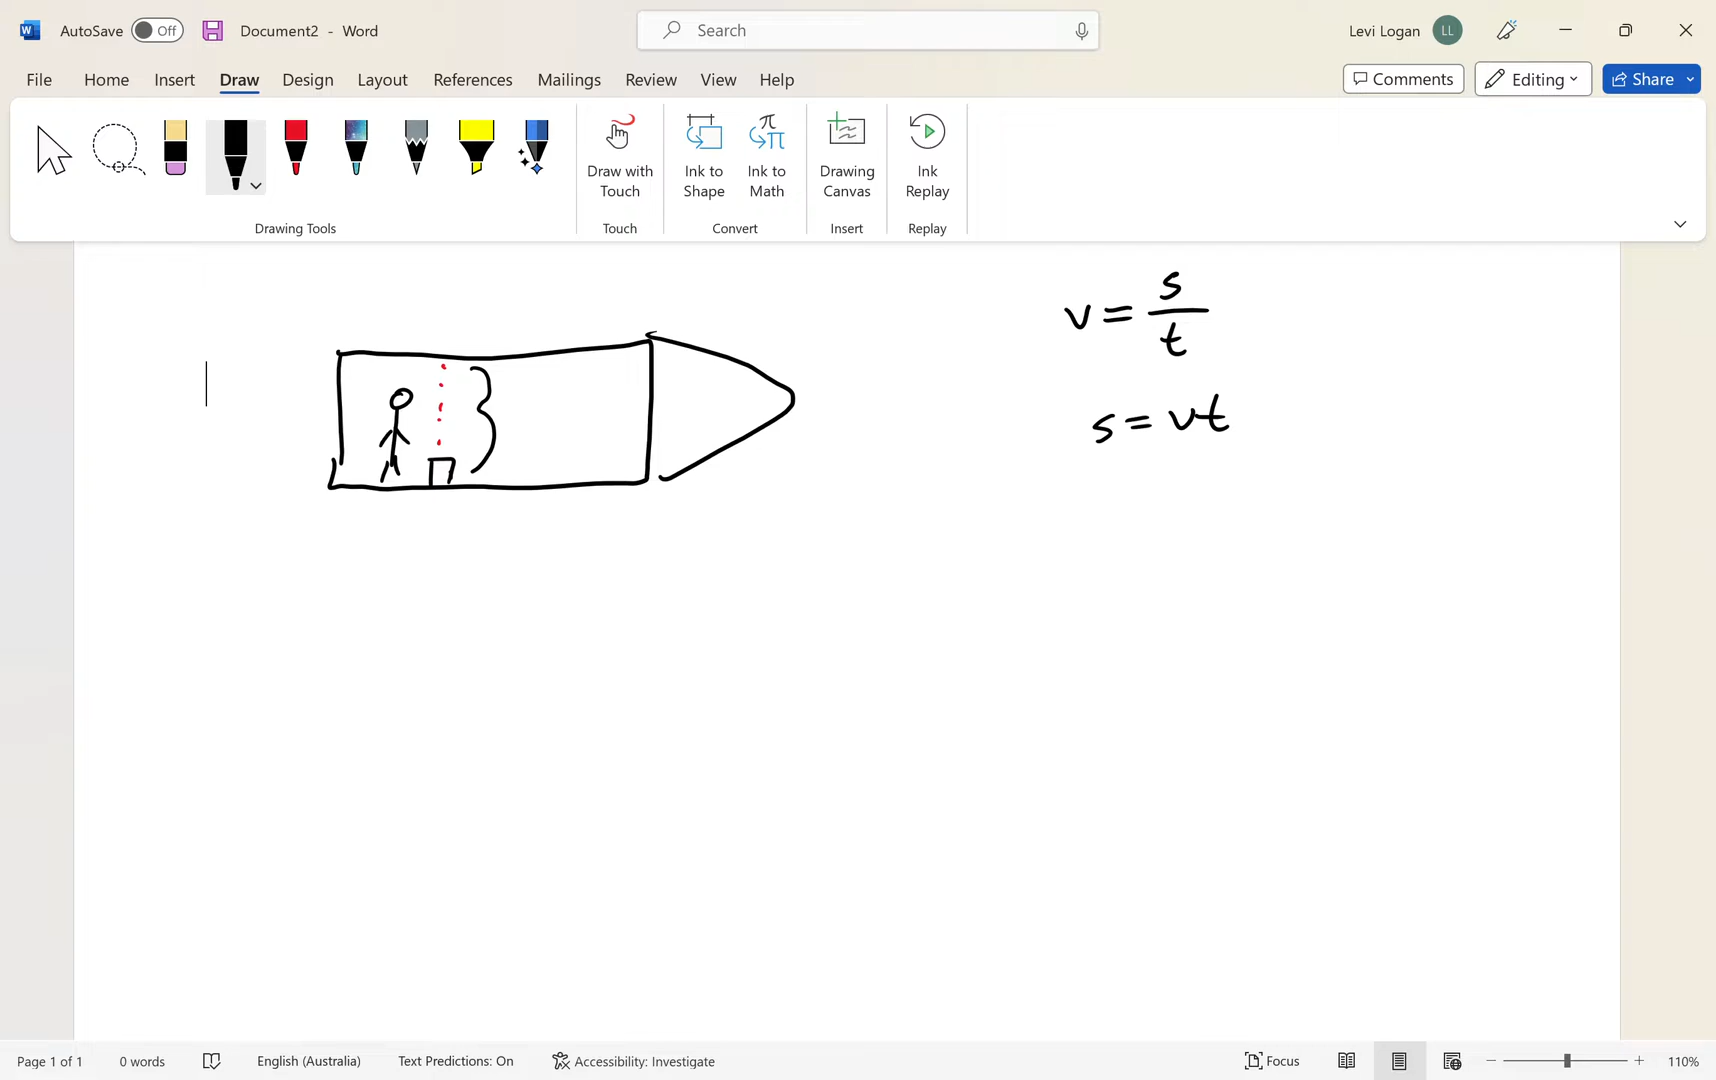 AutoSave Off Document2 - Word Search Levi Logan LL
File Home Insert Draw Design Layout References Mailings Review View Help Comments Editing Share
Draw with Touch
Ink to Shape
Ink to Math
Drawing Canvas
Ink Replay
Drawing Tools Touch Convert Insert Replay
v = s/t
s = vt
Page 1 of 1 0 words English (Australia) Text Predictions: On Accessibility: Investigate Focus 110%